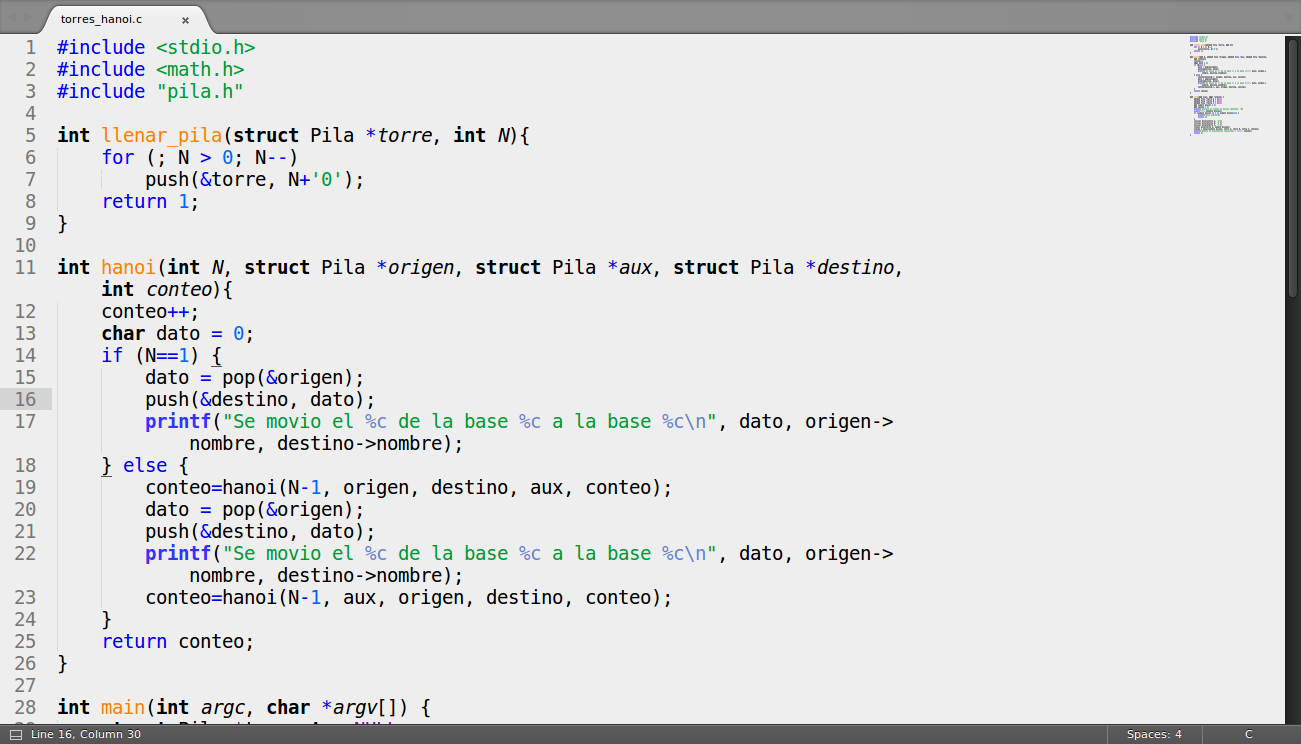 torres_hanoi.c ×
1 #include <stdio.h>
2 #include <math.h>
3 #include "pila.h"
4
5 int llenar_pila(struct Pila *torre, int N){
6 for (; N > 0; N--)
7 push(&torre, N+'0');
8 return 1;
9 }
10
11 int hanoi(int N, struct Pila *origen, struct Pila *aux, struct Pila *destino,
int conteo){
12 conteo++;
13 char dato = 0;
14 if (N==1) {
15 dato = pop(&origen);
16 push(&destino, dato);
17 printf("Se movio el %c de la base %c a la base %c\n", dato, origen->
nombre, destino->nombre);
18 } else {
19 conteo=hanoi(N-1, origen, destino, aux, conteo);
20 dato = pop(&origen);
21 push(&destino, dato);
22 printf("Se movio el %c de la base %c a la base %c\n", dato, origen->
nombre, destino->nombre);
23 conteo=hanoi(N-1, aux, origen, destino, conteo);
24 }
25 return conteo;
26 }
27
28 int main(int argc, char *argv[]) {
Line 16, Column 30 Spaces: 4 C